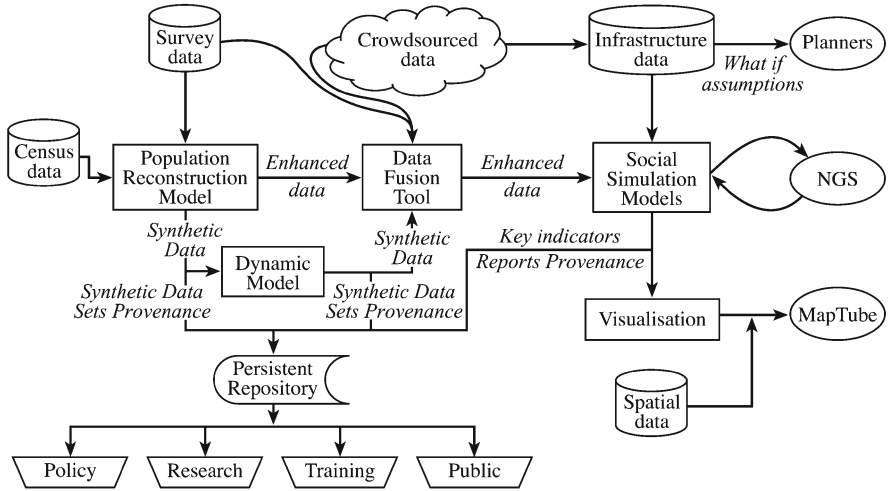 Survey
data
Crowdsourced
data
Infrastructure
data
Planners
What if
assumptions
Census
data
Population
Reconstruction
Model
Enhanced
data
Data
Fusion
Tool
Enhanced
data
Social
Simulation
Models
NGS
Synthetic
Data
Dynamic
Model
Synthetic
Data
Key indicators
Reports Provenance
Synthetic Data
Sets Provenance
Synthetic Data
Sets Provenance
Visualisation
MapTube
Persistent
Repository
Spatial
data
Policy
Research
Training
Public